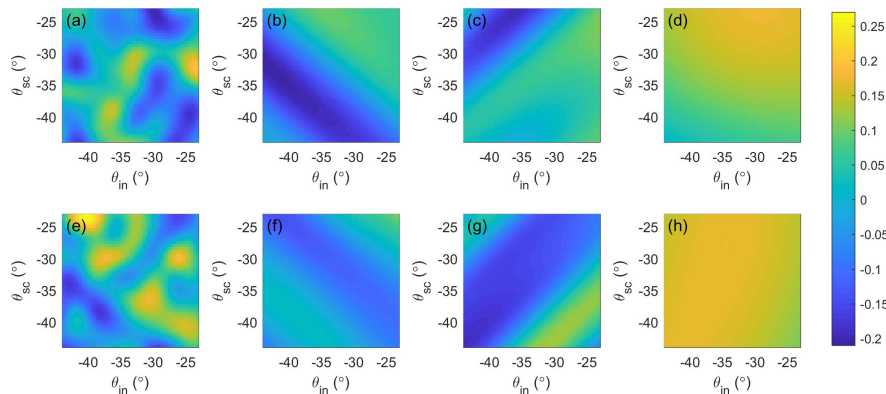 (a) (b) (c) (d)
-25 -25 -25 -25 0.25
-30 -30 -30 -30 0.2
-35 -35 -35 -35 0.15
-40 -40 -40 -40 0.1
θsc (°) θsc (°) θsc (°) θsc (°)
-40 -35 -30 -25 -40 -35 -30 -25 -40 -35 -30 -25 -40 -35 -30 -25
θin (°) θin (°) θin (°) θin (°)
0.05
0
(e) (f) (g) (h)
-25 -25 -25 -25 -0.05
-30 -30 -30 -30 -0.1
-35 -35 -35 -35 -0.15
-40 -40 -40 -40 -0.2
θsc (°) θsc (°) θsc (°) θsc (°)
-40 -35 -30 -25 -40 -35 -30 -25 -40 -35 -30 -25 -40 -35 -30 -25
θin (°) θin (°) θin (°) θin (°)